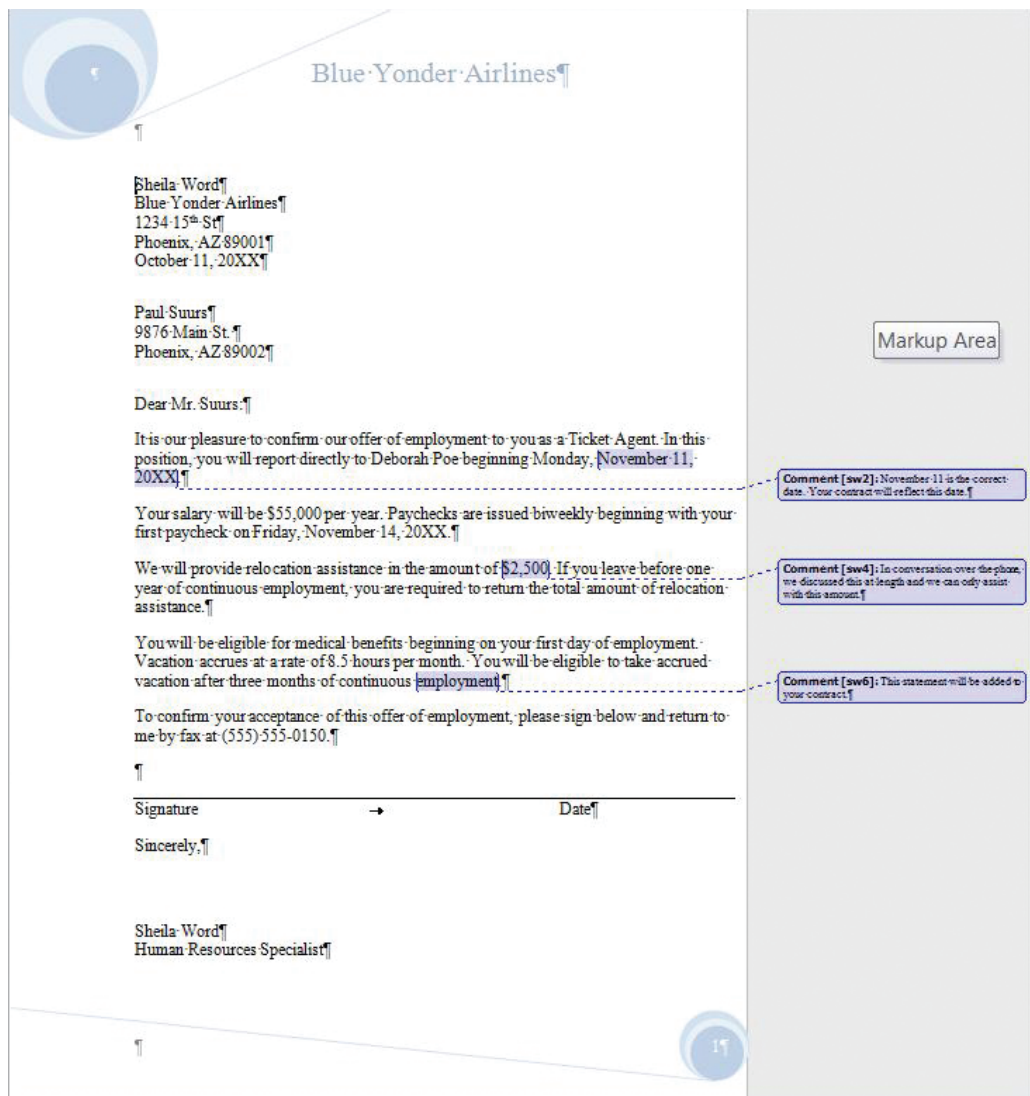 ¶
Blue·Yonder·Airlines¶
¶
Sheila·Word¶
Blue·Yonder·Airlines¶
1234·15th·St¶
Phoenix,·AZ·89001¶
October·11,·20XX¶
Paul·Suurs¶
9876·Main·St.·¶
Phoenix,·AZ·89002¶
Markup Area
Dear·Mr.·Suurs:¶
It·is·our·pleasure·to·confirm·our·offer·of·employment·to·you·as·a·Ticket·Agent.·In·this·
position,·you·will·report·directly·to·Deborah·Poe·beginning·Monday,·November·11,·
20XX.¶
Comment [sw2]: November·11·is·the·correct·
date.··Your·contract·will·reflect·this·date.¶
Your·salary·will·be·$55,000·per·year.·Paychecks·are·issued·biweekly·beginning·with·your·
first·paycheck·on·Friday,·November·14,·20XX.¶
We·will·provide·relocation·assistance·in·the·amount·of·$2,500.·If·you·leave·before·one·
year·of·continuous·employment,·you·are·required·to·return·the·total·amount·of·relocation·
assistance.¶
Comment [sw4]: In·conversation·over·the·phone,·
we·discussed·this·at·length·and·we·can·only·assist·
with·this·amount.¶
You·will·be·eligible·for·medical·benefits·beginning·on·your·first·day·of·employment.··
Vacation·accrues·at·a·rate·of·8.5·hours·per·month.··You·will·be·eligible·to·take·accrued·
vacation·after·three·months·of·continuous·employment.¶
Comment [sw6]: This·statement·will·be·added·to·
your·contract.¶
To·confirm·your·acceptance·of·this·offer·of·employment,·please·sign·below·and·return·to·
me·by·fax·at·(555)·555-0150.¶
¶
Signature → Date¶
Sincerely,¶
Sheila·Word¶
Human·Resources·Specialist¶
¶
1¶